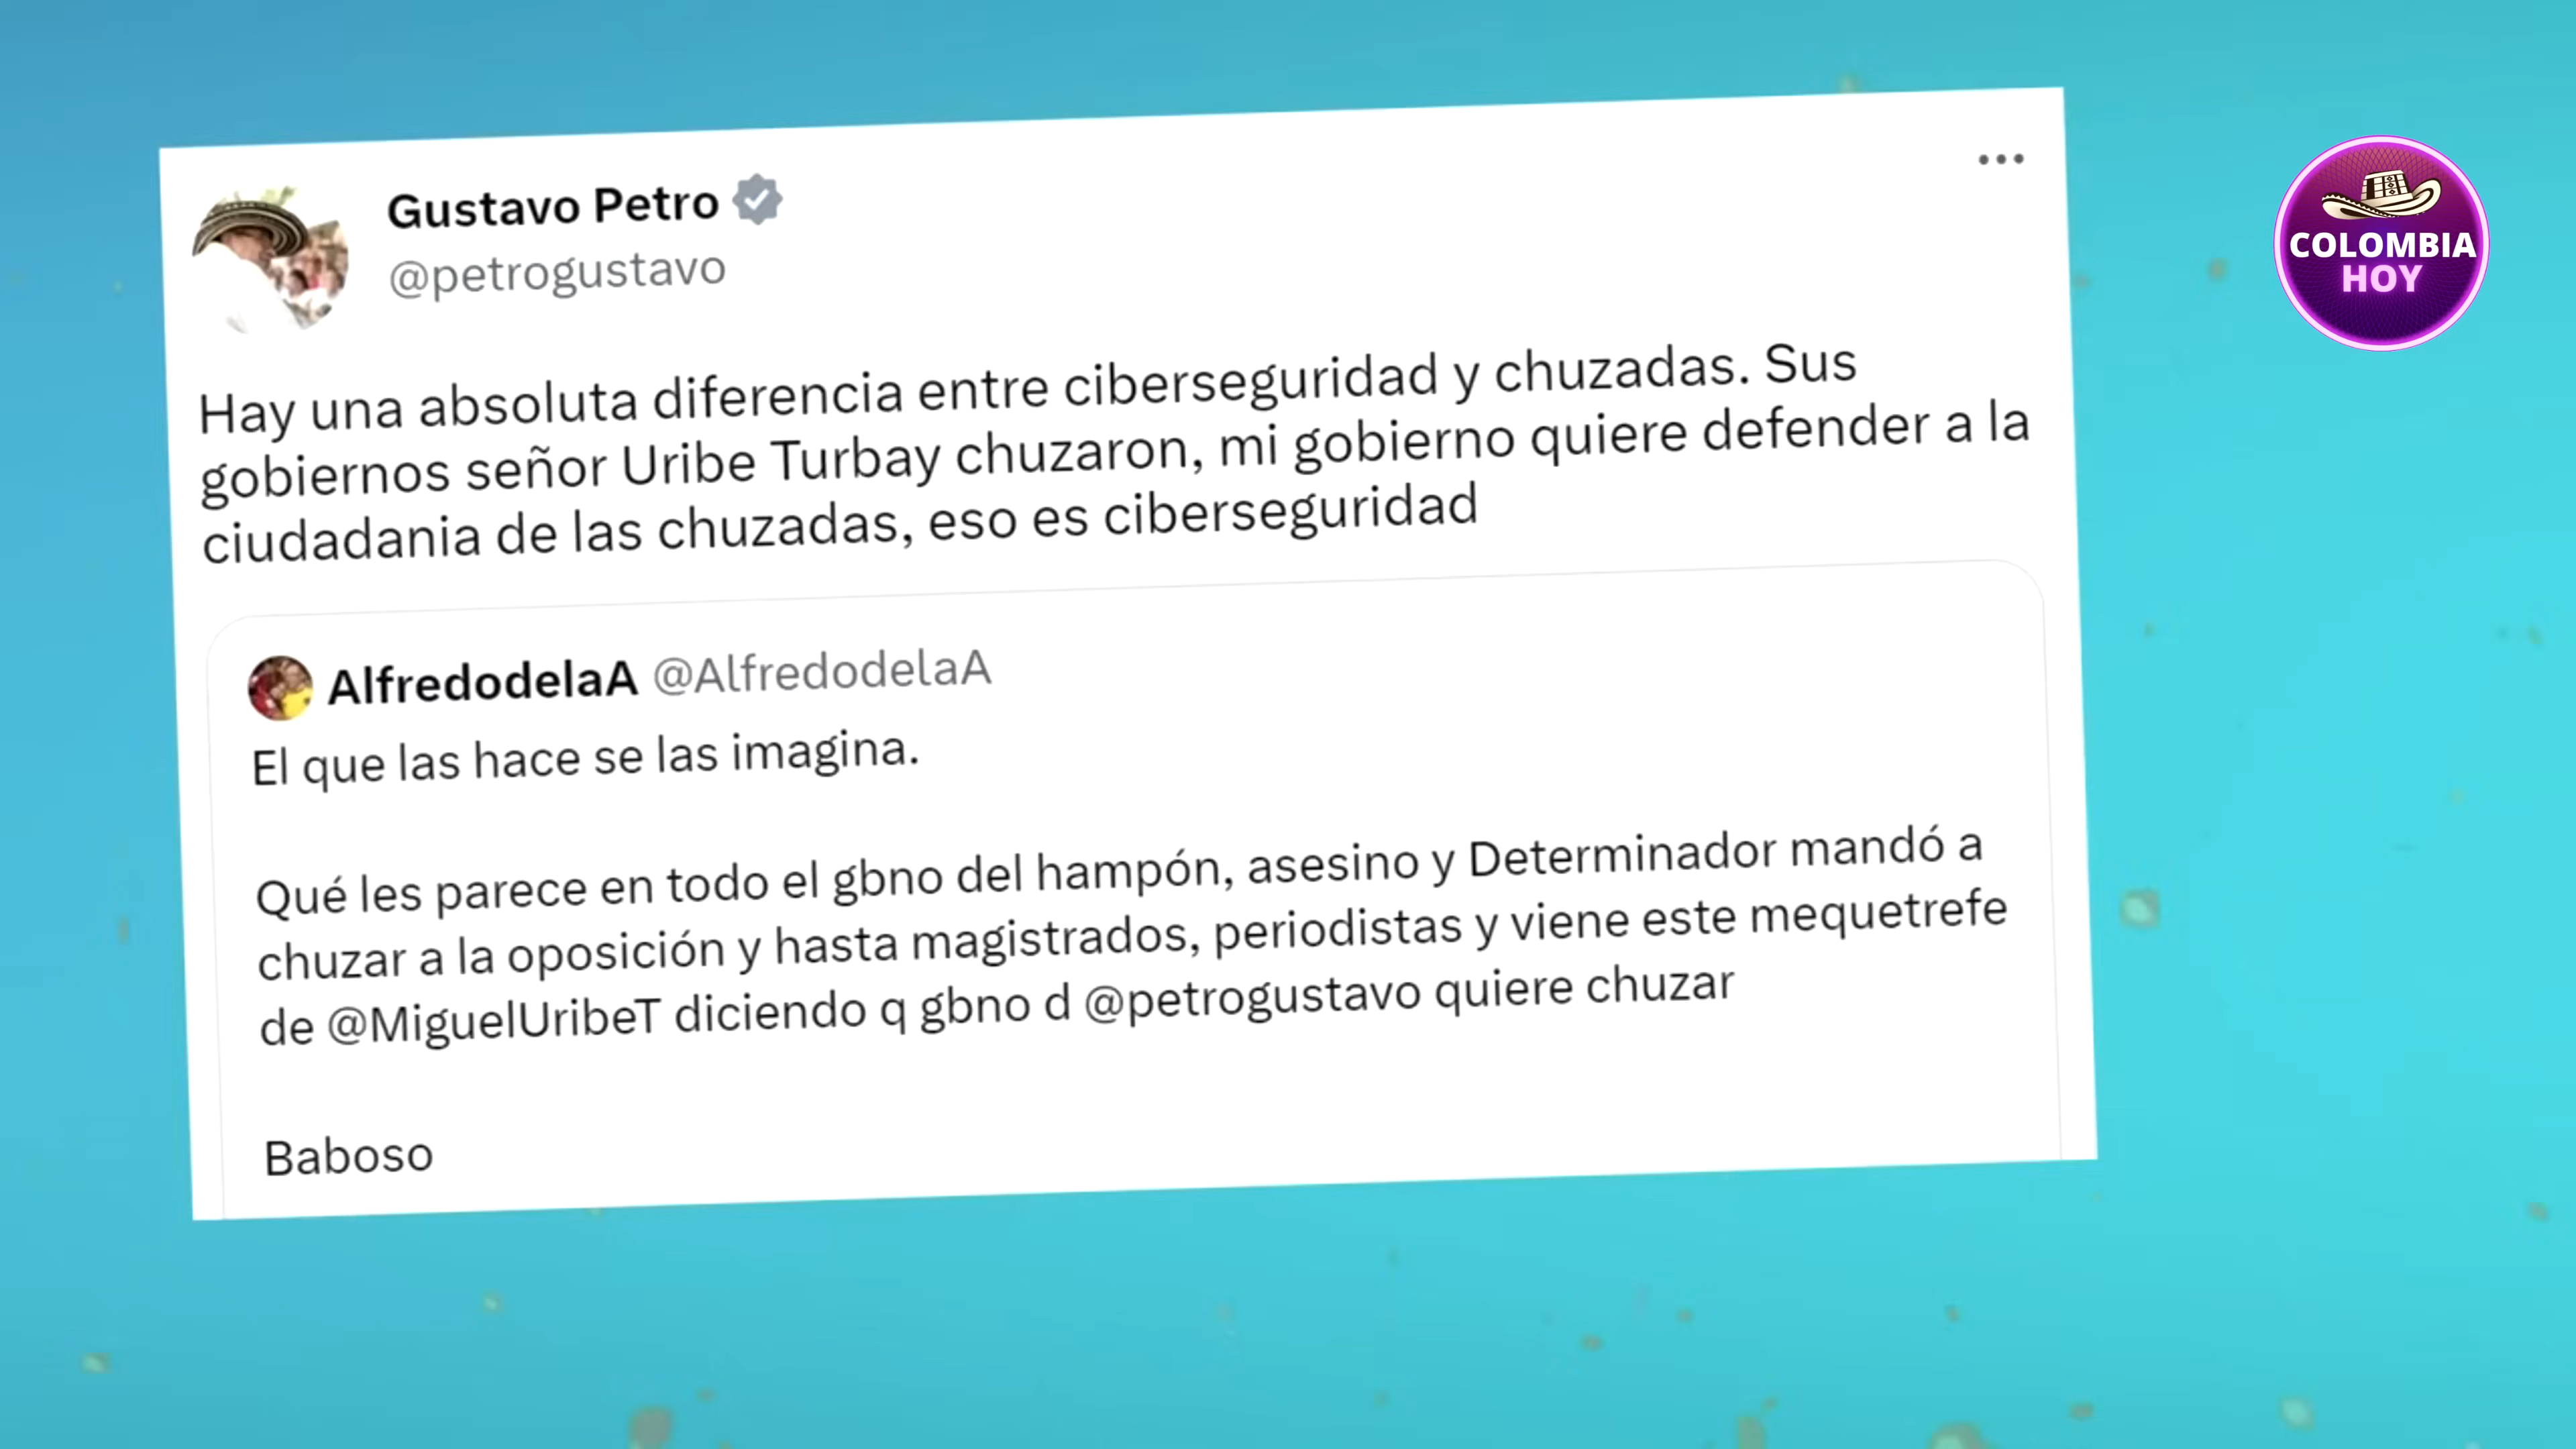 Gustavo Petro
@petrogustavo
Hay una absoluta diferencia entre ciberseguridad y chuzadas. Sus
gobiernos señor Uribe Turbay chuzaron, mi gobierno quiere defender a la
ciudadania de las chuzadas, eso es ciberseguridad
AlfredodelaA @AlfredodelaA
El que las hace se las imagina.
Qué les parece en todo el gbno del hampón, asesino y Determinador mandó a
chuzar a la oposición y hasta magistrados, periodistas y viene este mequetrefe
de @MiguelUribeT diciendo q gbno d @petrogustavo quiere chuzar
Baboso
COLOMBIA
HOY